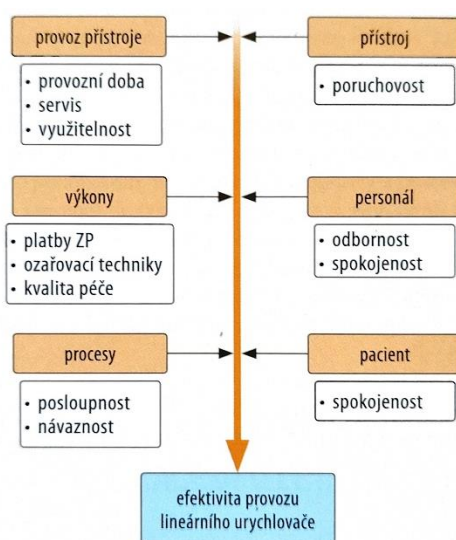 provoz přístroje
• provozní doba
• servis
• využitelnost
přístroj
• poruchovost
výkony
• platby ZP
• ozařovací techniky
• kvalita péče
personál
• odbornost
• spokojenost
procesy
• posloupnost
• návaznost
pacient
• spokojenost
efektivita provozu
lineárního urychlovače